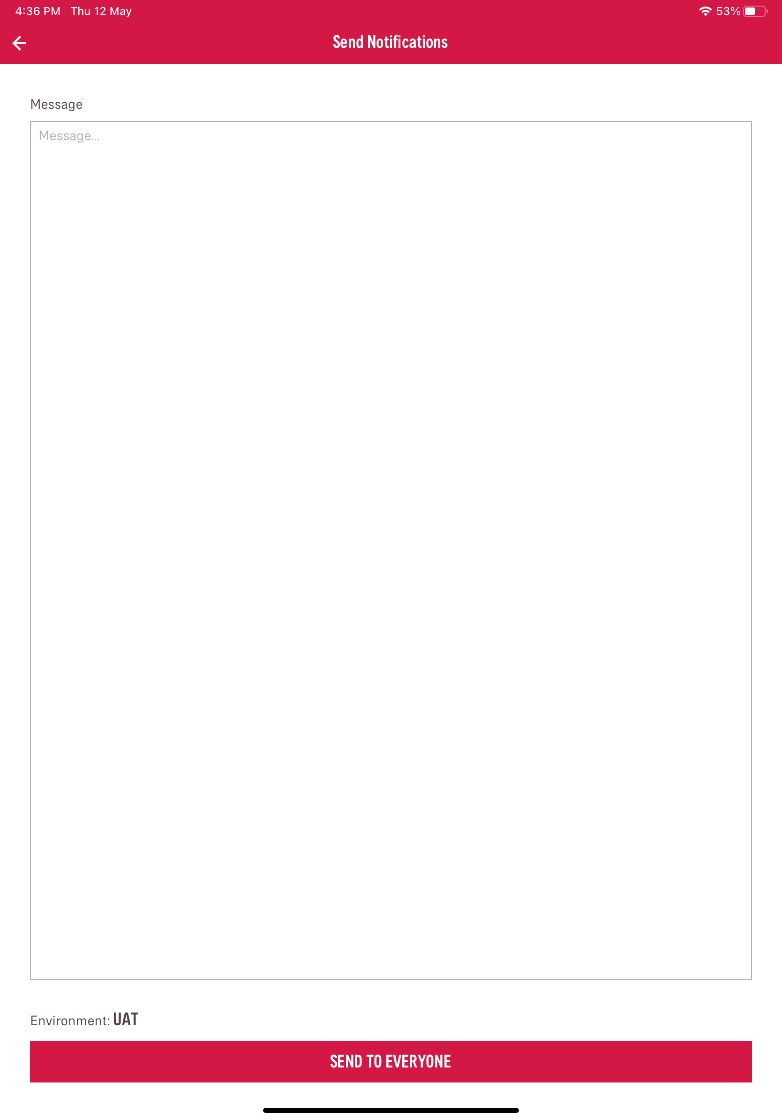 4:36 PM Thu 12 May 53%
Send Notifications
Message
Message...
Environment: UAT
SEND TO EVERYONE